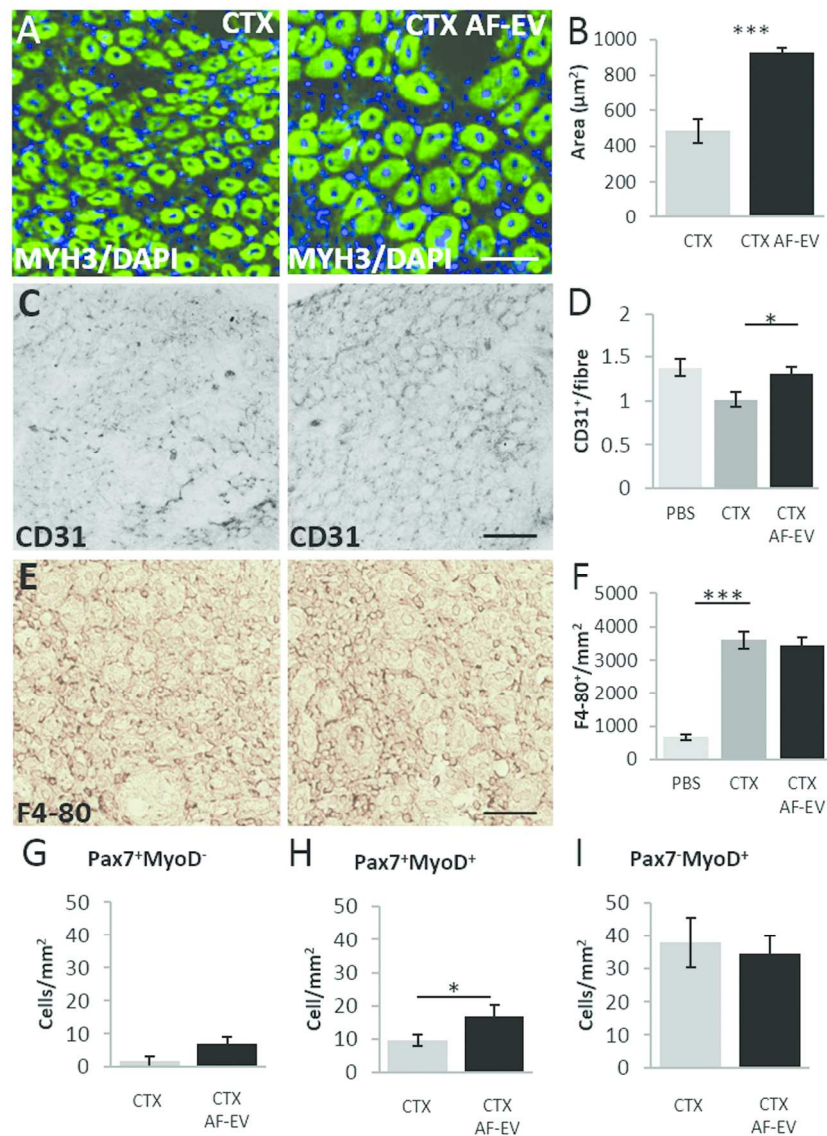 A
CTX
MYH3/DAPI
CTX AF-EV
MYH3/DAPI
B
***
Area (µm²)
1000
800
600
400
200
0
CTX
CTX AF-EV
C
CD31
CD31
D
*
CD31⁺/fibre
2
1.5
1
0.5
0
PBS
CTX
CTX
AF-EV
E
F4-80
F
***
F4-80⁺/mm²
5000
4000
3000
2000
1000
0
PBS
CTX
CTX
AF-EV
G
Pax7⁺MyoD⁻
Cells/mm²
50
40
30
20
10
0
CTX
CTX
AF-EV
H
Pax7⁺MyoD⁺
*
Cell/mm²
50
40
30
20
10
0
CTX
CTX
AF-EV
I
Pax7⁻MyoD⁺
Cells/mm²
50
40
30
20
10
0
CTX
CTX
AF-EV